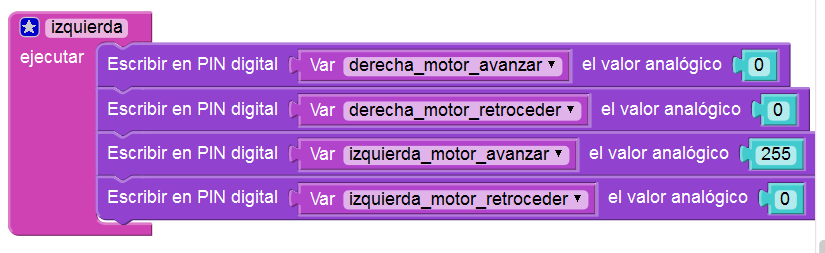 izquierda
ejecutar Escribir en PIN digital Var derecha_motor_avanzar el valor analógico 0
Escribir en PIN digital Var derecha_motor_retroceder el valor analógico 0
Escribir en PIN digital Var izquierda_motor_avanzar el valor analógico 255
Escribir en PIN digital Var izquierda_motor_retroceder el valor analógico 0